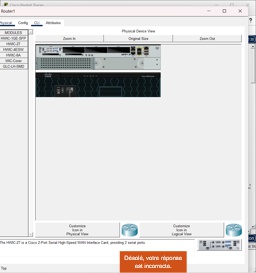 Router1
Physical Config CLI Attributes
MODULES
HWIC-2T
HWIC-4ESW
HWIC-8A
WIC-Cover
GLC-LH-SMD
Physical Device View
Zoom In
Original Size
Zoom Out
Customize
Icon in
Physical View
Customize
Icon in
Logical View
The HWIC-2T is a Cisco 2-Port Serial High-Speed WAN Interface Card, providing 2 serial ports.
Désolé, votre réponse
est incorrecte.
Top